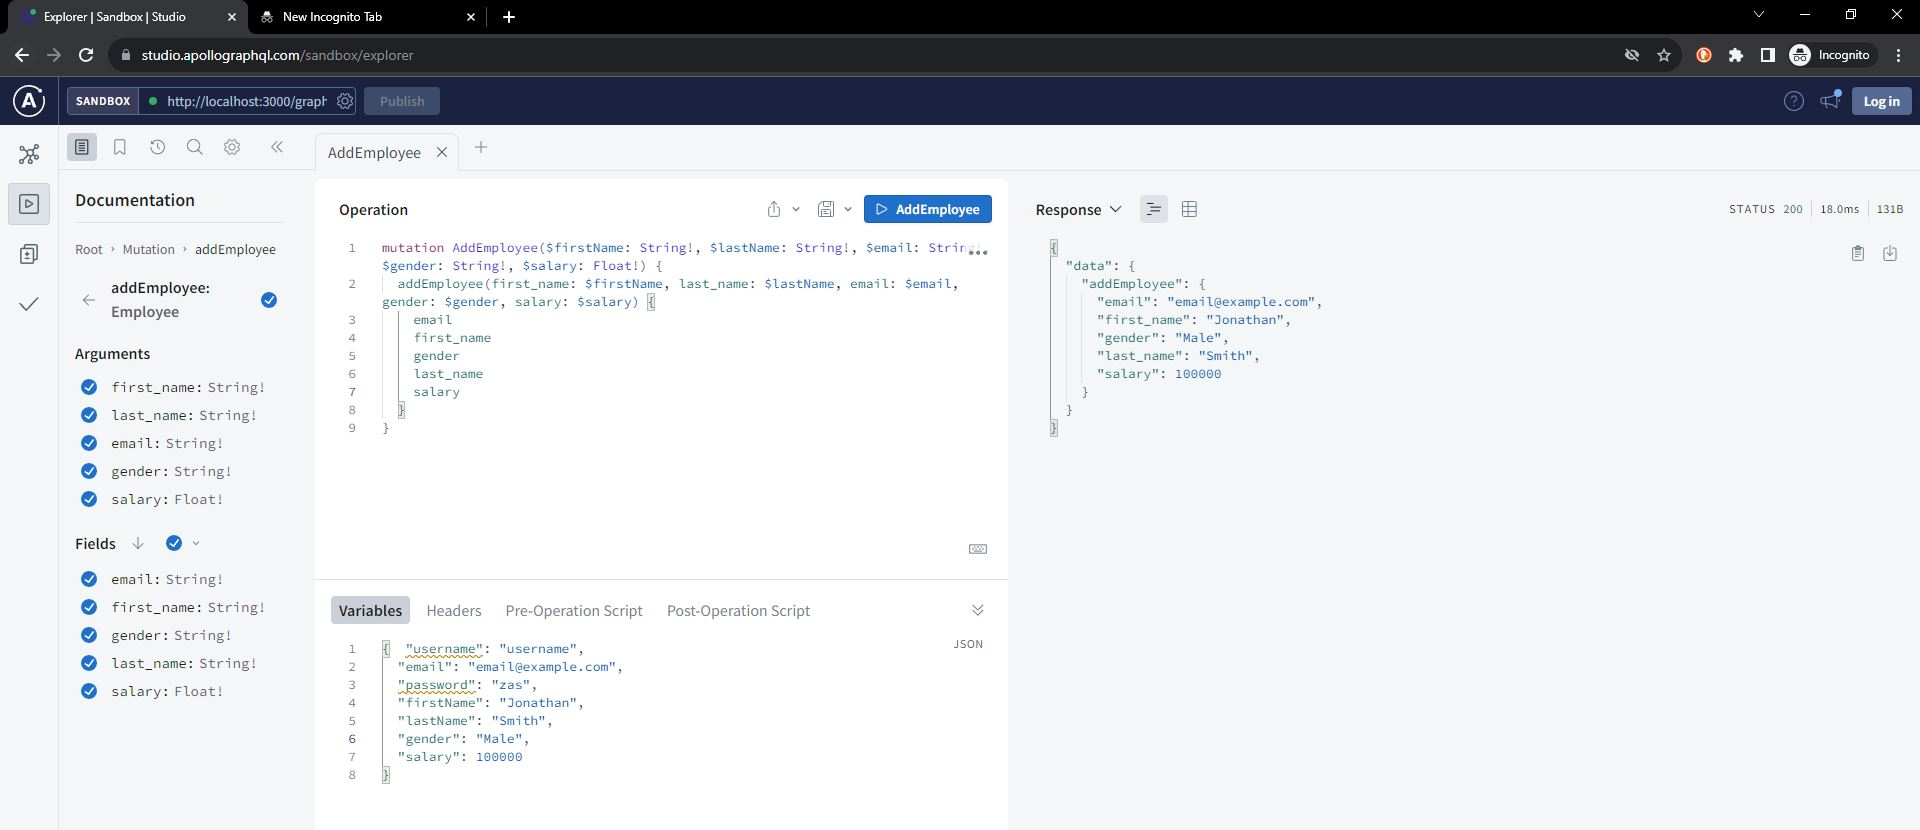 Explorer | Sandbox | Studio
New Incognito Tab
studio.apollographql.com/sandbox/explorer
Incognito
SANDBOX
http://localhost:3000/graph
Publish
Log in
AddEmployee
Documentation
Root › Mutation › addEmployee
addEmployee:
Employee
Arguments
first_name: String!
last_name: String!
email: String!
gender: String!
salary: Float!
Fields
email: String!
first_name: String!
gender: String!
last_name: String!
salary: Float!
Operation
AddEmployee
1 mutation AddEmployee($firstName: String!, $lastName: String!, $email: String!,
$gender: String!, $salary: Float!) {
2 addEmployee(first_name: $firstName, last_name: $lastName, email: $email,
gender: $gender, salary: $salary) {
3 email
4 first_name
5 gender
6 last_name
7 salary
8 }
9 }
Variables
Headers
Pre-Operation Script
Post-Operation Script
JSON
1 { "username": "username",
2 "email": "email@example.com",
3 "password": "zas",
4 "firstName": "Jonathan",
5 "lastName": "Smith",
6 "gender": "Male",
7 "salary": 100000
8 }
Response
STATUS 200
18.0ms
131B
{
"data": {
"addEmployee": {
"email": "email@example.com",
"first_name": "Jonathan",
"gender": "Male",
"last_name": "Smith",
"salary": 100000
}
}
}